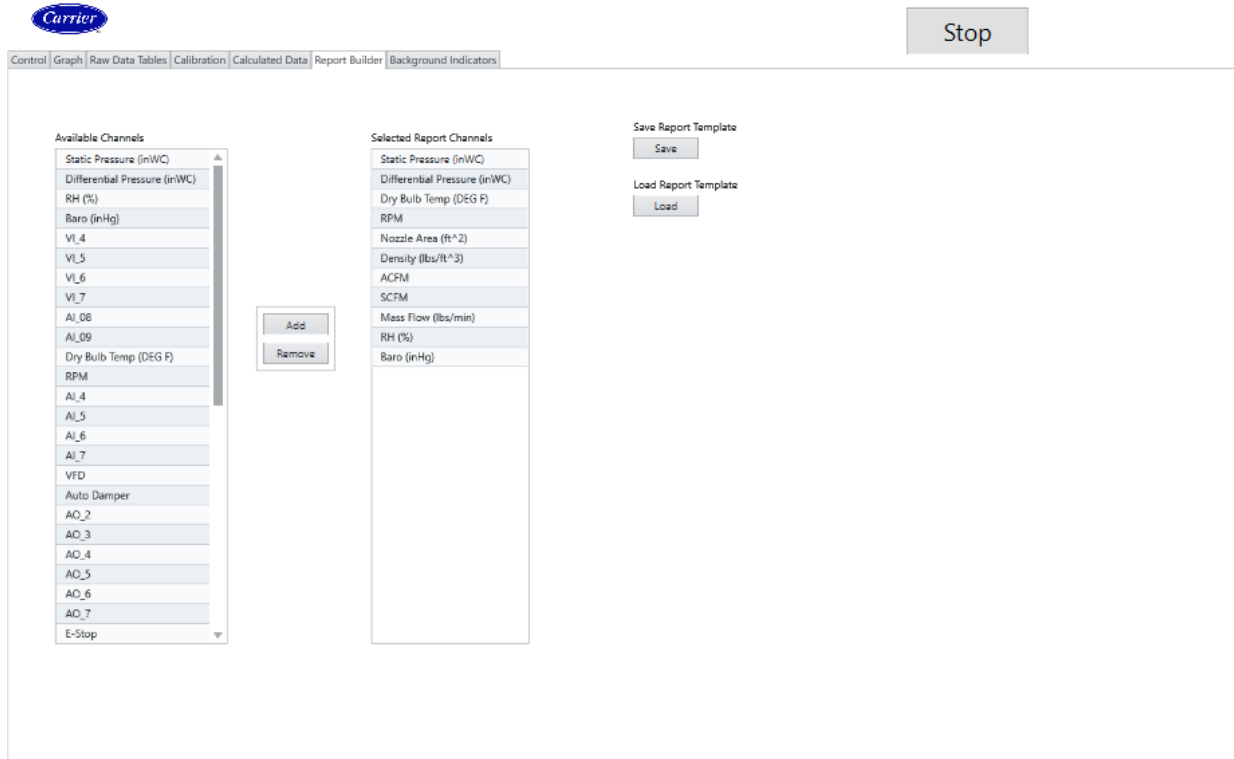 Carrier
Stop
Control Graph Raw Data Tables Calibration Calculated Data Report Builder Background Indicators
Available Channels
Static Pressure (inWC)
Differential Pressure (inWC)
RH (%)
Baro (inHg)
VI_4
VI_5
VI_6
VI_7
AI_08
AI_09
Dry Bulb Temp (DEG F)
RPM
AI_4
AI_5
AI_6
AI_7
VFD
Auto Damper
AO_2
AO_3
AO_4
AO_5
AO_6
AO_7
E-Stop
Add
Remove
Selected Report Channels
Static Pressure (inWC)
Differential Pressure (inWC)
Dry Bulb Temp (DEG F)
RPM
Nozzle Area (ft^2)
Density (lbs/ft^3)
ACFM
SCFM
Mass Flow (lbs/min)
RH (%)
Baro (inHg)
Save Report Template
Save
Load Report Template
Load